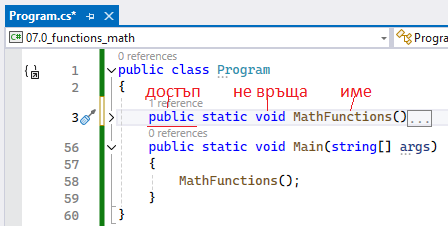 Program.cs*
07.0_functions_math Progra
0 references
1 public class Program
2 {
достъп не връща име
1 reference
3 public static void MathFunctions()...
0 references
56 public static void Main(string[] args)
57 {
58 MathFunctions();
59 }
60 }